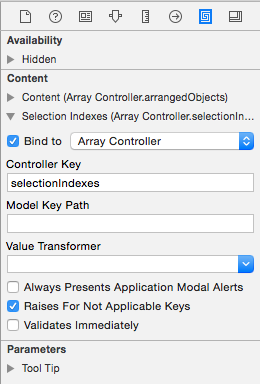 Availability
Hidden
Content
Content (Array Controller.arrangedObjects)
Selection Indexes (Array Controller.selectionIn...
Bind to Array Controller
Controller Key
selectionIndexes
Model Key Path
Value Transformer
Always Presents Application Modal Alerts
Raises For Not Applicable Keys
Validates Immediately
Parameters
Tool Tip